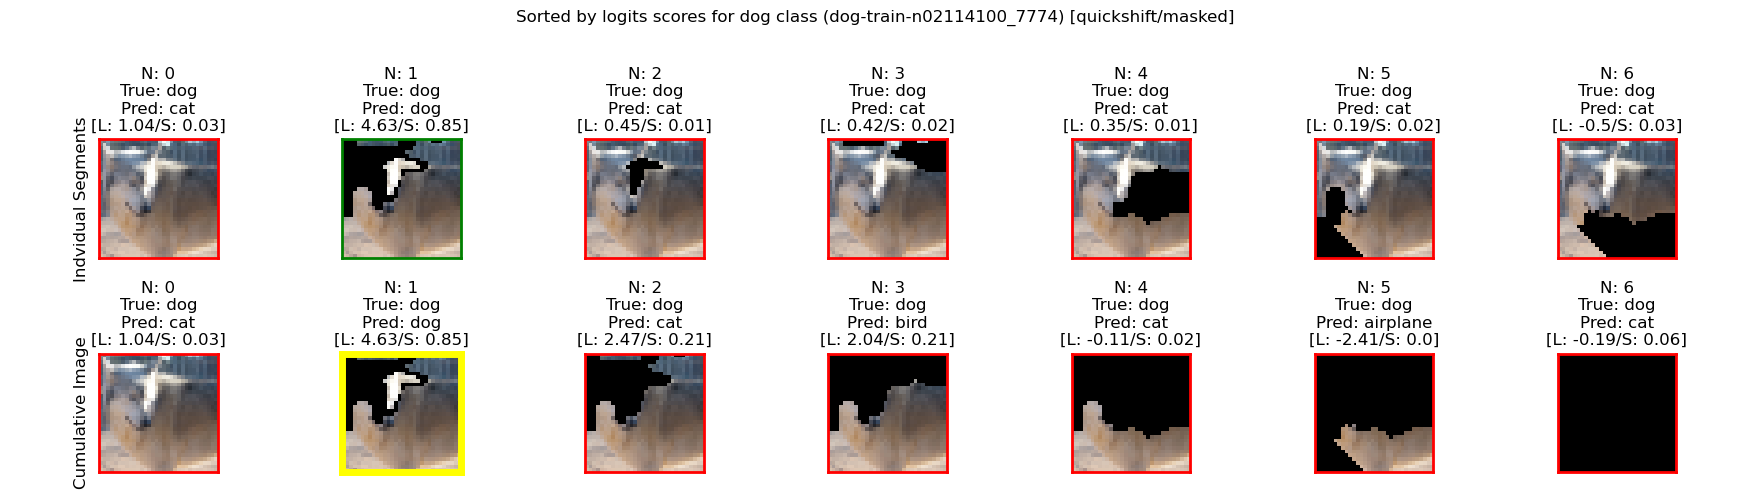 Sorted by logits scores for dog class (dog-train-n02114100_7774) [quickshift/masked]
Indvidual Segments
N: 0
True: dog
Pred: cat
[L: 1.04/S: 0.03]
N: 1
True: dog
Pred: dog
[L: 4.63/S: 0.85]
N: 2
True: dog
Pred: cat
[L: 0.45/S: 0.01]
N: 3
True: dog
Pred: cat
[L: 0.42/S: 0.02]
N: 4
True: dog
Pred: cat
[L: 0.35/S: 0.01]
N: 5
True: dog
Pred: cat
[L: 0.19/S: 0.02]
N: 6
True: dog
Pred: cat
[L: -0.5/S: 0.03]
Cumulative Image
N: 0
True: dog
Pred: cat
[L: 1.04/S: 0.03]
N: 1
True: dog
Pred: dog
[L: 4.63/S: 0.85]
N: 2
True: dog
Pred: cat
[L: 2.47/S: 0.21]
N: 3
True: dog
Pred: bird
[L: 2.04/S: 0.21]
N: 4
True: dog
Pred: cat
[L: -0.11/S: 0.02]
N: 5
True: dog
Pred: airplane
[L: -2.41/S: 0.0]
N: 6
True: dog
Pred: cat
[L: -0.19/S: 0.06]